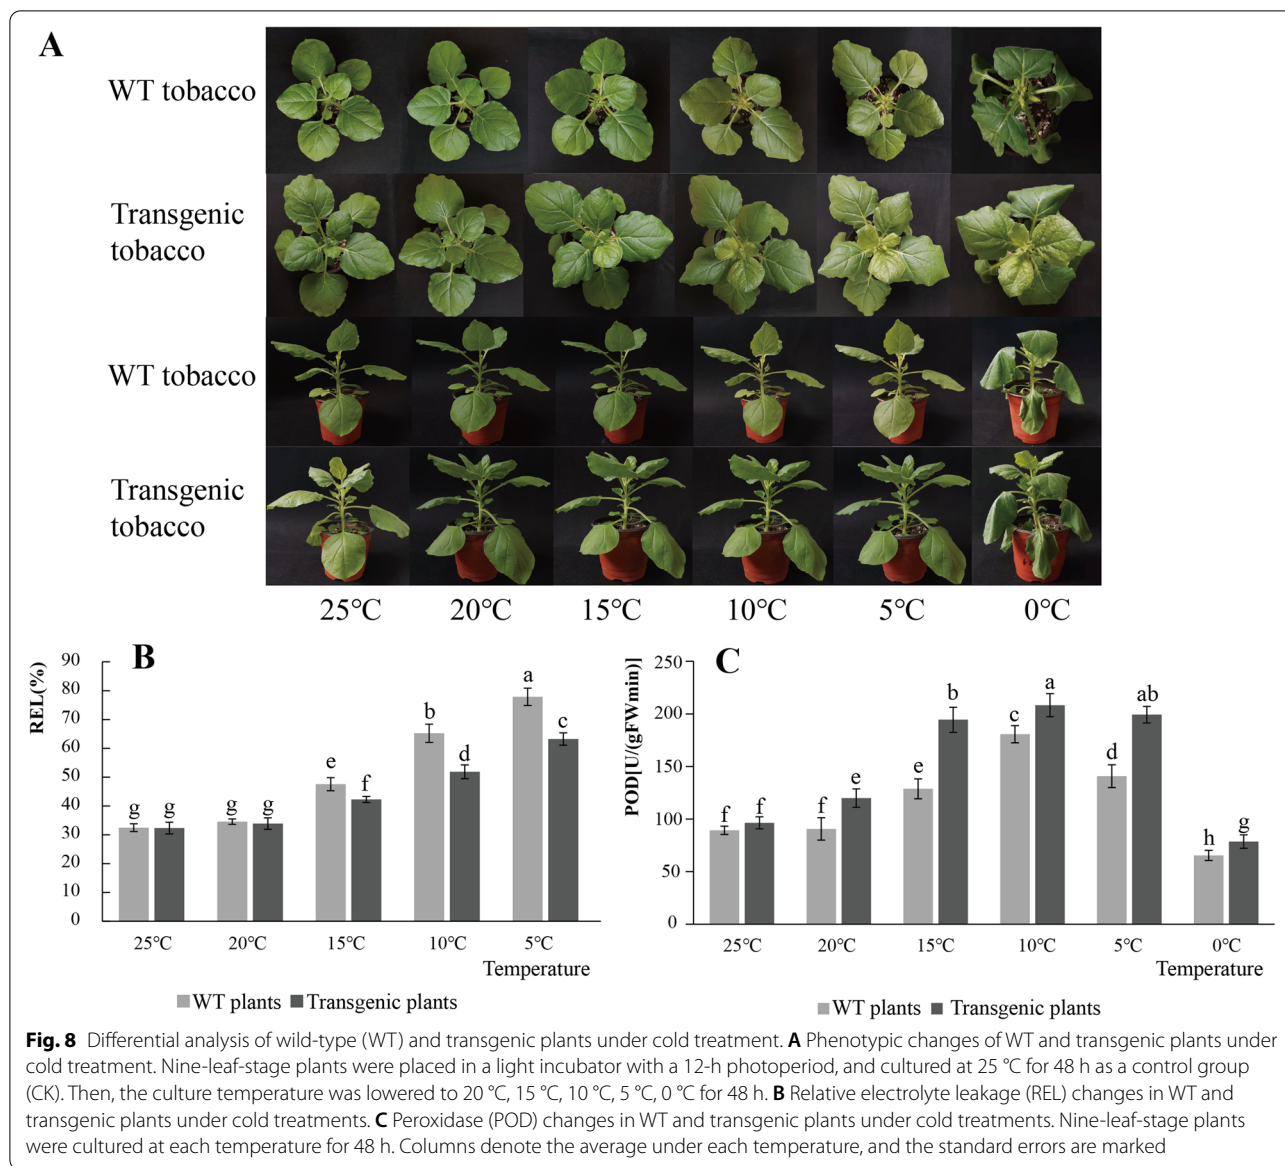 A
WT tobacco
Transgenic
tobacco
WT tobacco
Transgenic
tobacco
25℃ 20℃ 15℃ 10℃ 5℃ 0℃
B
REL(%)
90
80
70
60
50
40
30
20
10
0
g g g g e f b d a c
25℃ 20℃ 15℃ 10℃ 5℃
Temperature
WT plants Transgenic plants
C
POD[U/(gFWmin)]
250
200
150
100
50
0
f f f e e b c a d ab h g
25℃ 20℃ 15℃ 10℃ 5℃ 0℃
Temperature
WT plants Transgenic plants
Fig. 8 Differential analysis of wild-type (WT) and transgenic plants under cold treatment. A Phenotypic changes of WT and transgenic plants under
cold treatment. Nine-leaf-stage plants were placed in a light incubator with a 12-h photoperiod, and cultured at 25 °C for 48 h as a control group
(CK). Then, the culture temperature was lowered to 20 °C, 15 °C, 10 °C, 5 °C, 0 °C for 48 h. B Relative electrolyte leakage (REL) changes in WT and
transgenic plants under cold treatments. C Peroxidase (POD) changes in WT and transgenic plants under cold treatments. Nine-leaf-stage plants
were cultured at each temperature for 48 h. Columns denote the average under each temperature, and the standard errors are marked